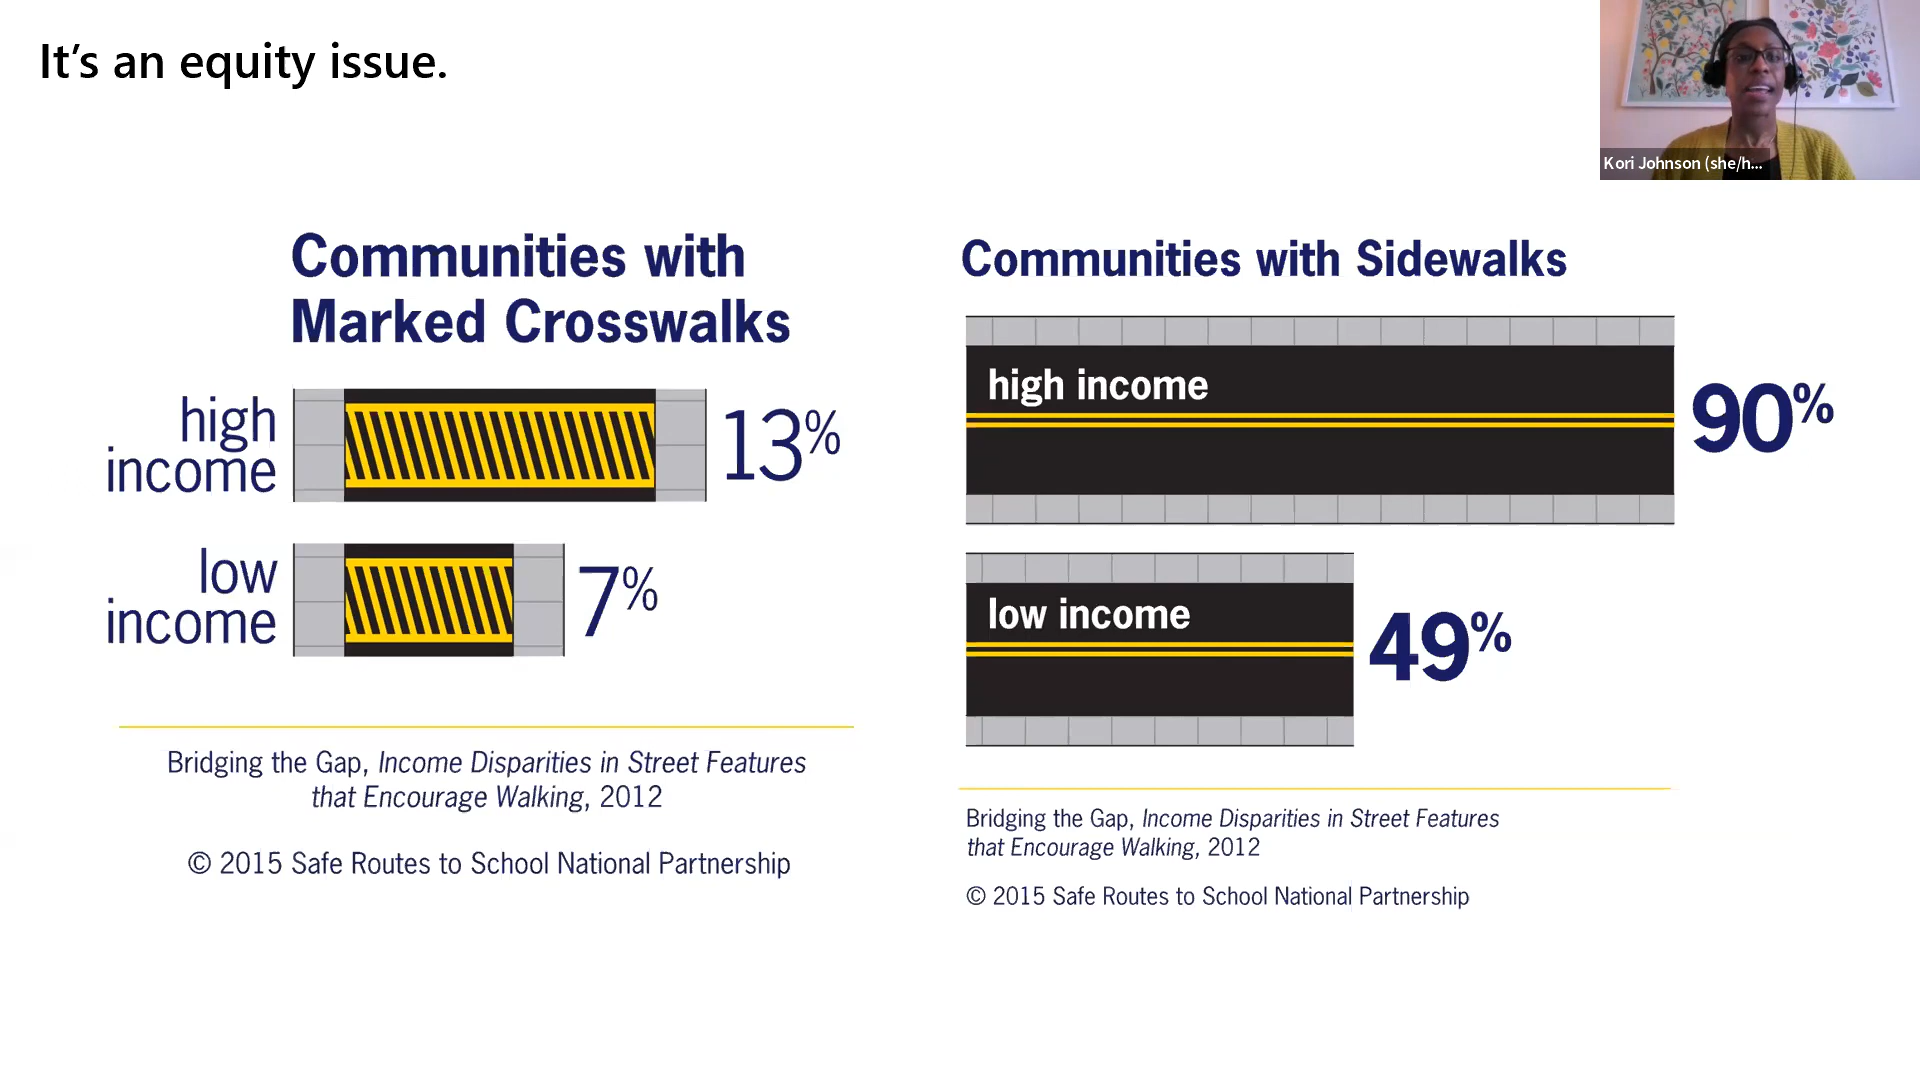 It's an equity issue.
Kori Johnson (she/h...
Communities with
Marked Crosswalks
high
income
13%
low
income
7%
Bridging the Gap, Income Disparities in Street Features
that Encourage Walking, 2012
© 2015 Safe Routes to School National Partnership
Communities with Sidewalks
high income
90%
low income
49%
Bridging the Gap, Income Disparities in Street Features
that Encourage Walking, 2012
© 2015 Safe Routes to School National Partnership